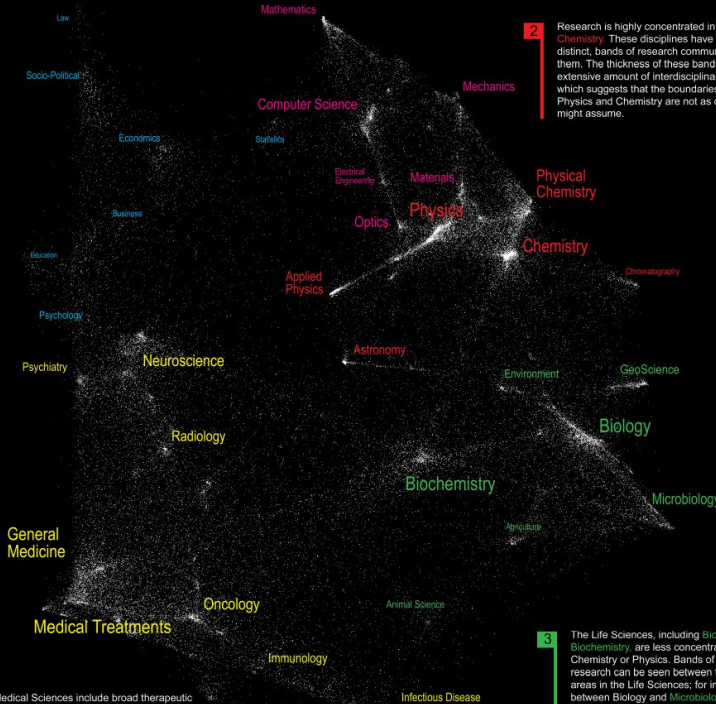 Law
Mathematics
2
Research is highly concentrated in
Chemistry. These disciplines have
distinct, bands of research commu
them. The thickness of these bands
extensive amount of interdisciplina
which suggests that the boundaries
Physics and Chemistry are not as
might assume.
Socio-Political
Mechanics
Computer Science
Economics
Statistics
Electrical
Engineering
Materials
Physical
Chemistry
Business
Physics
Optics
Chemistry
Education
Applied
Physics
Chromatography
Psychology
Astronomy
Neuroscience
Psychiatry
Environment
GeoScience
Radiology
Biology
Biochemistry
Microbiology
Agriculture
General
Medicine
Oncology
Animal Science
Medical Treatments
3
The Life Sciences, including Bio
Biochemistry, are less concentra
Chemistry or Physics. Bands of
research can be seen between
areas in the Life Sciences; for in
between Biology and Microbiolo
Immunology
Medical Sciences include broad therapeutic
Infectious Disease